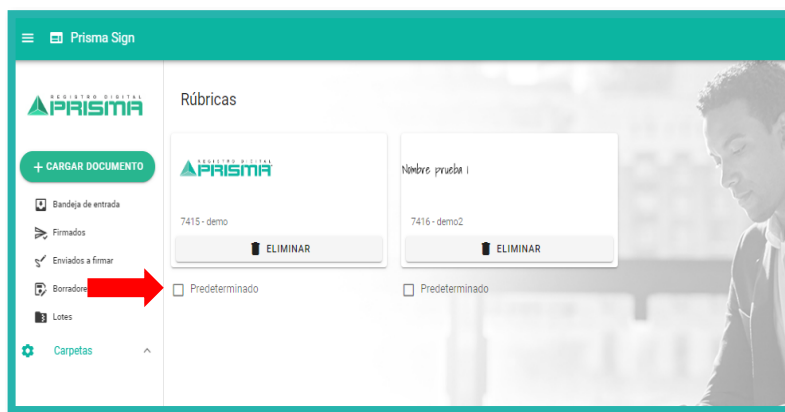 Prisma Sign
REGISTRO DIGITAL
PRISMA
+ CARGAR DOCUMENTO
Bandeja de entrada
Firmados
Enviados a firmar
Borradore
Lotes
Carpetas
Rúbricas
REGISTRO DIGITAL
PRISMA
7415 - demo
ELIMINAR
Predeterminado
Nombre prueba 1
7416 - demo2
ELIMINAR
Predeterminado